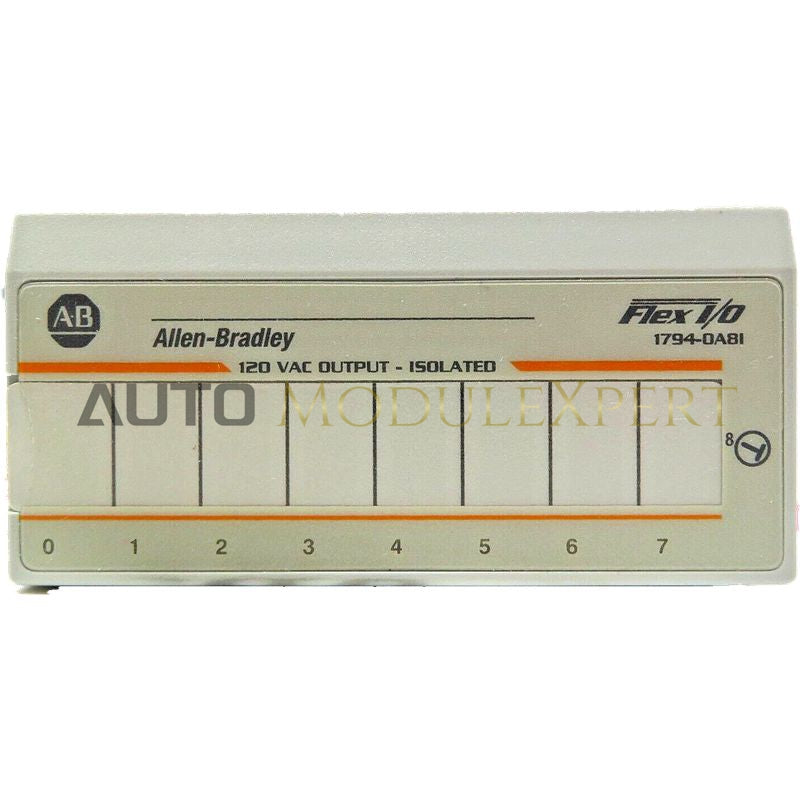 AB
Allen-Bradley
Flex I/O
1794-OA8I
120 VAC OUTPUT - ISOLATED
AUTO MODULEXPERT
8
0 1 2 3 4 5 6 7